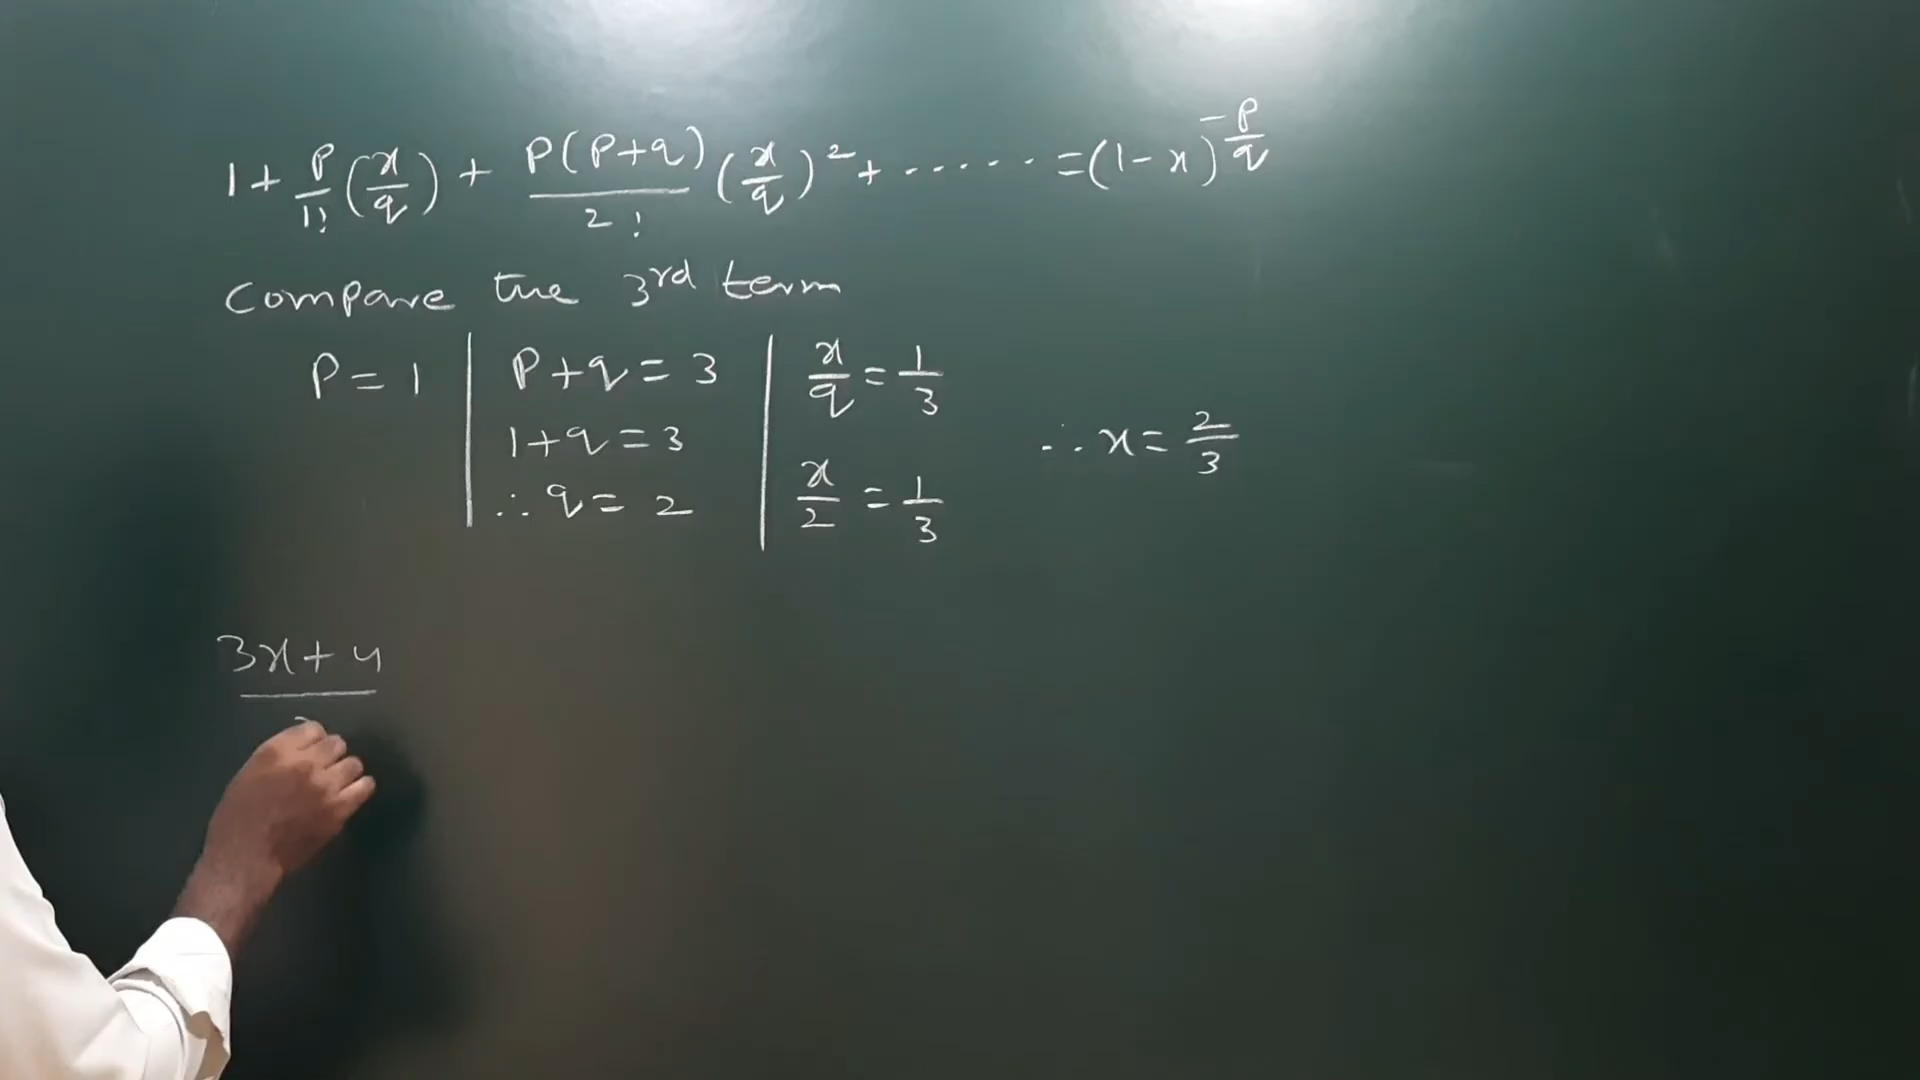 1 + P/1! (x/q) + P(P+q)/2! (x/q)² + ...... = (1-x)^(-P/q)
Compare the 3rd term
P = 1 | P+q = 3 | x/q = 1/3
1+q = 3
∴ x = 2/3
∴ q = 2 | x/2 = 1/3
3x+y